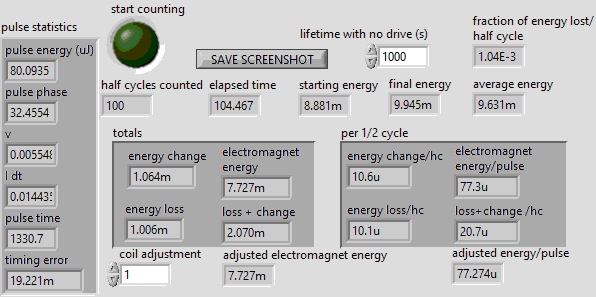 start counting
pulse statistics
lifetime with no drive (s)
fraction of energy lost/
half cycle
pulse energy (uJ)
80.0935
SAVE SCREENSHOT
1000
1.04E-3
pulse phase
32.4554
half cycles counted
elapsed time
starting energy
final energy
average energy
100
104.467
8.881m
9.945m
9.631m
v
0.005548
totals
per 1/2 cycle
I dt
energy change
1.064m
electromagnet
energy
7.727m
energy change/hc
10.6u
electromagnet
energy/pulse
77.3u
pulse time
1330.7
energy loss
1.006m
loss + change
2.070m
energy loss/hc
10.1u
loss+change /hc
20.7u
timing error
19.221m
coil adjustment
1
adjusted electromagnet energy
7.727m
adjusted energy/pulse
77.274u